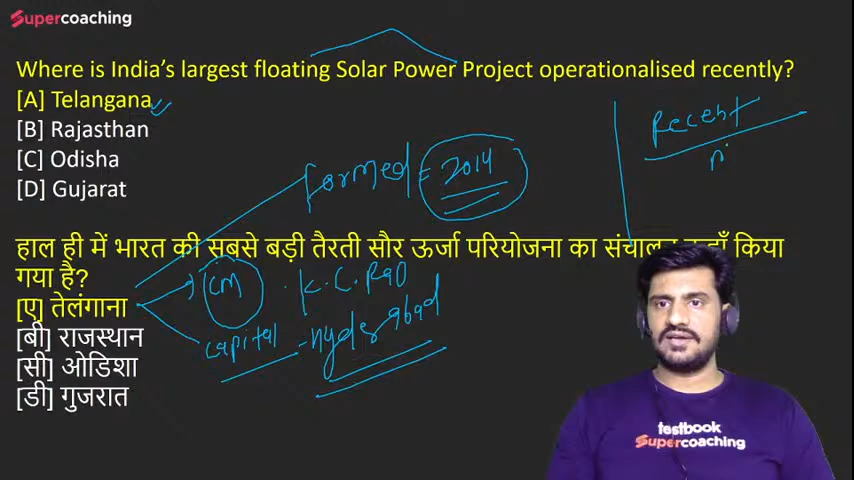 Supercoaching
Where is India's largest floating Solar Power Project operationalised recently?
[A] Telangana
[B] Rajasthan
[C] Odisha
[D] Gujarat
formed = 2014
Recent
हाल ही में भारत की सबसे बड़ी तैरती सौर ऊर्जा परियोजना का संचालन कहाँ किया
गया है?
[ए] तेलंगाना
[बी] राजस्थान
[सी] ओडिशा
[डी] गुजरात
CM . K.C. Rao
capital - Hyderabad
testbook
Supercoaching